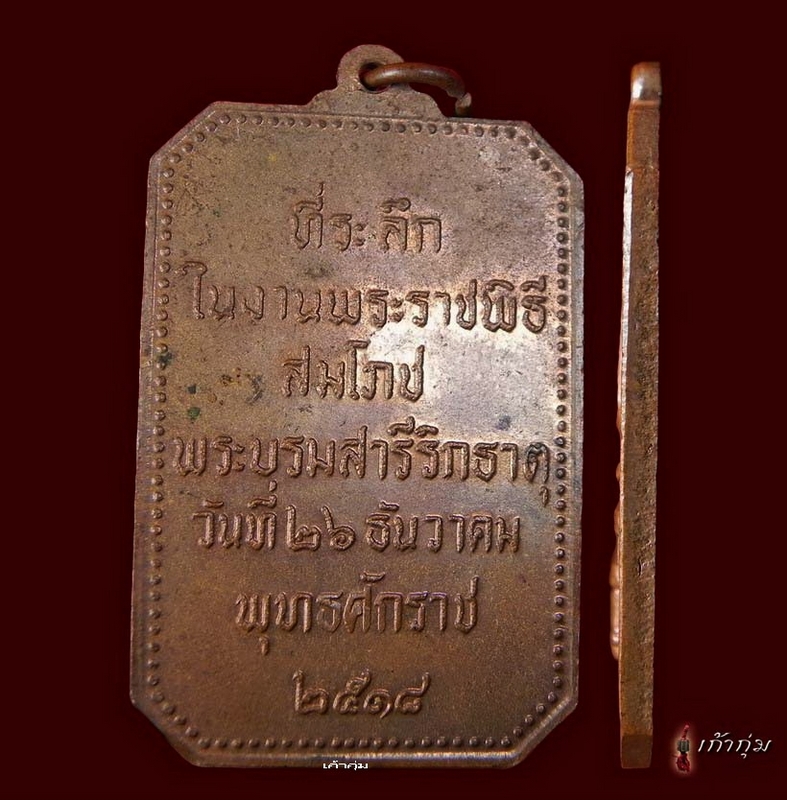 ที่ระลึก
ในงานพระราชพิธี
สมโภช
พระบรมสารีริกธาตุ
วันที่ ๒๖ ธันวาคม
พุทธศักราช
๒๕๑๘
เก้ากุ่ม
เก้ากุ่ม